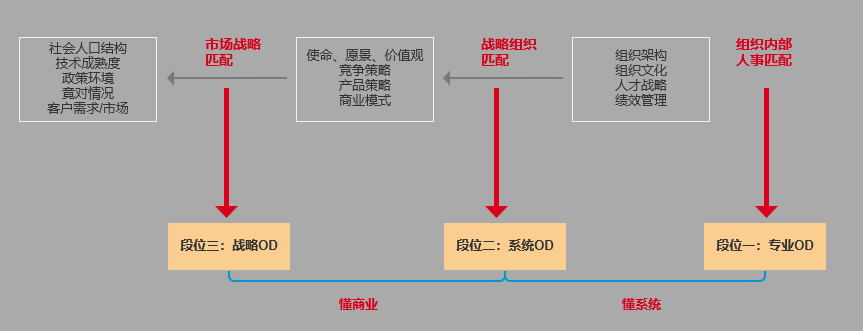 社会人口结构
技术成熟度
政策环境
竟对情况
客户需求/市场
市场战略
匹配
使命、愿景、价值观
竞争策略
产品策略
商业模式
战略组织
匹配
组织架构
组织文化
人才战略
绩效管理
组织内部
人事匹配
段位三：战略OD
段位二：系统OD
段位一：专业OD
懂商业
懂系统